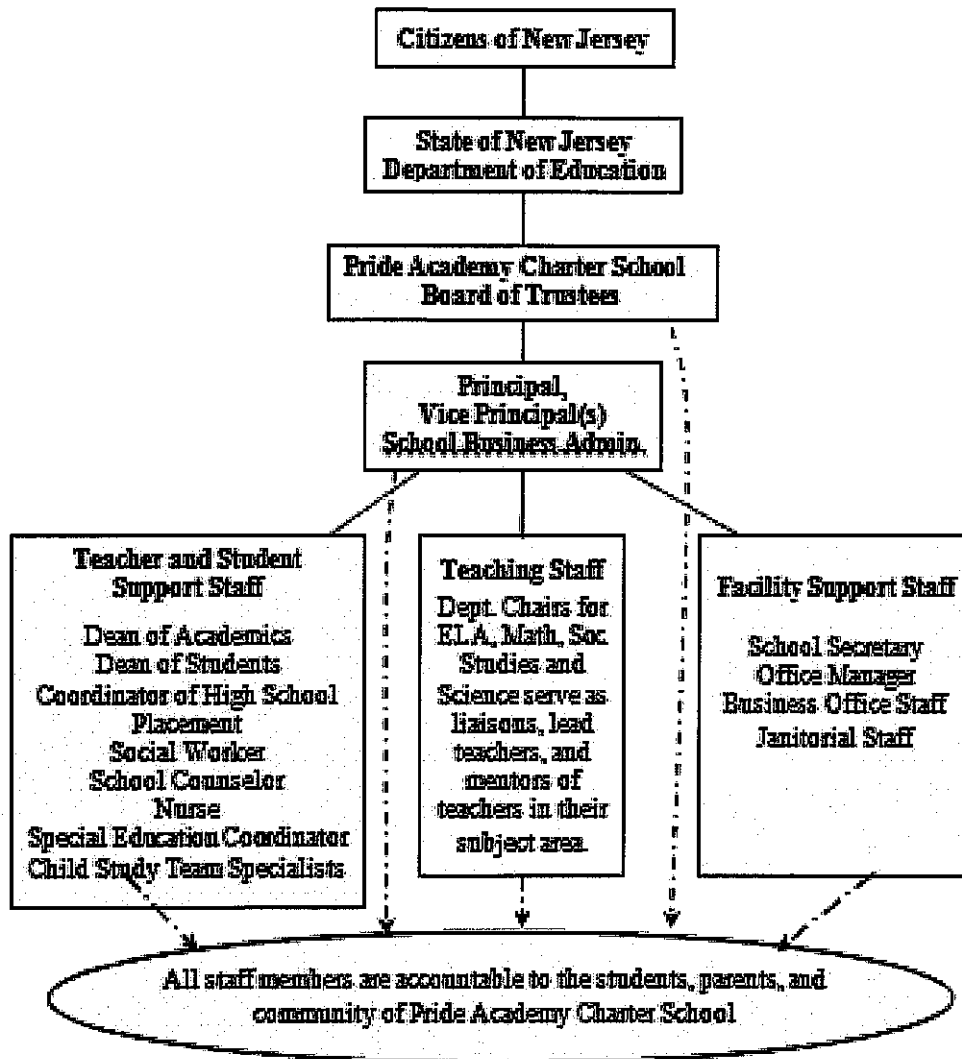 Citizens of New Jersey
State of New Jersey
Department of Education
Pride Academy Charter School
Board of Trustees
Principal,
Vice Principal(s)
School Business Admin.
Teacher and Student
Support Staff
Dean of Academics
Dean of Students
Coordinator of High School
Placement
Social Worker
School Counselor
Nurse
Special Education Coordinator
Child Study Team Specialists
Teaching Staff
Dept. Chairs for
ELA, Math, Soc.
Studies and
Science serve as
liaisons, lead
teachers, and
mentors of
teachers in their
subject area.
Facility Support Staff
School Secretary
Office Manager
Business Office Staff
Janitorial Staff
All staff members are accountable to the students, parents, and
community of Pride Academy Charter School